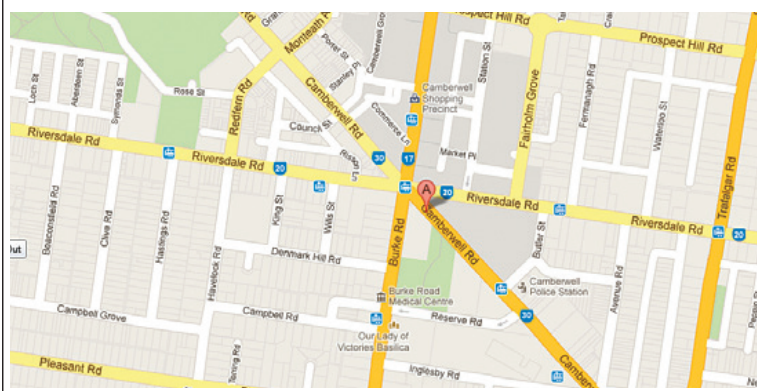 Prospect Hill Rd
Prospect Hill Rd
Monteath
Porter St
Stanley Pl
Camberwell
Station St
Loch St
Aberdeen St
Symonds St
Rose St
Redfern Rd
Camberwell Rd
Camberwell
Shopping
Precinct
Fairholm Grove
Fermanagh Rd
Waterloo St
Commerce Ln
Council St
Riversdale Rd
Riversdale Rd
Market Pl
30
17
20
A
20
Riversdale Rd
Riversdale Rd
20
Trafalgar Rd
King St
Wills St
Beaconsfield Rd
Clive Rd
Hastings Rd
Havelock Rd
Burke Rd
Camberwell Rd
Butler St
Avenue Rd
Denmark Hill Rd
Burke Road
Medical Centre
Camberwell
Police Station
Campbell Grove
Campbell Rd
Reserve Rd
30
Our Lady of
Victories Basilica
Pleasant Rd
Inglesby Rd